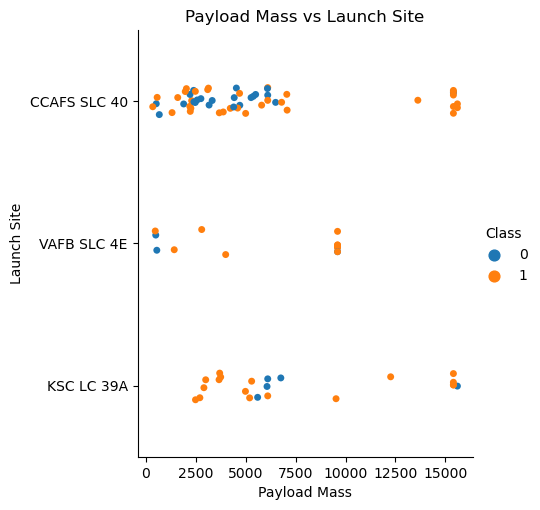 Payload Mass vs Launch Site
CCAFS SLC 40
VAFB SLC 4E
KSC LC 39A
Launch Site
0 2500 5000 7500 10000 12500 15000
Payload Mass
Class
0
1